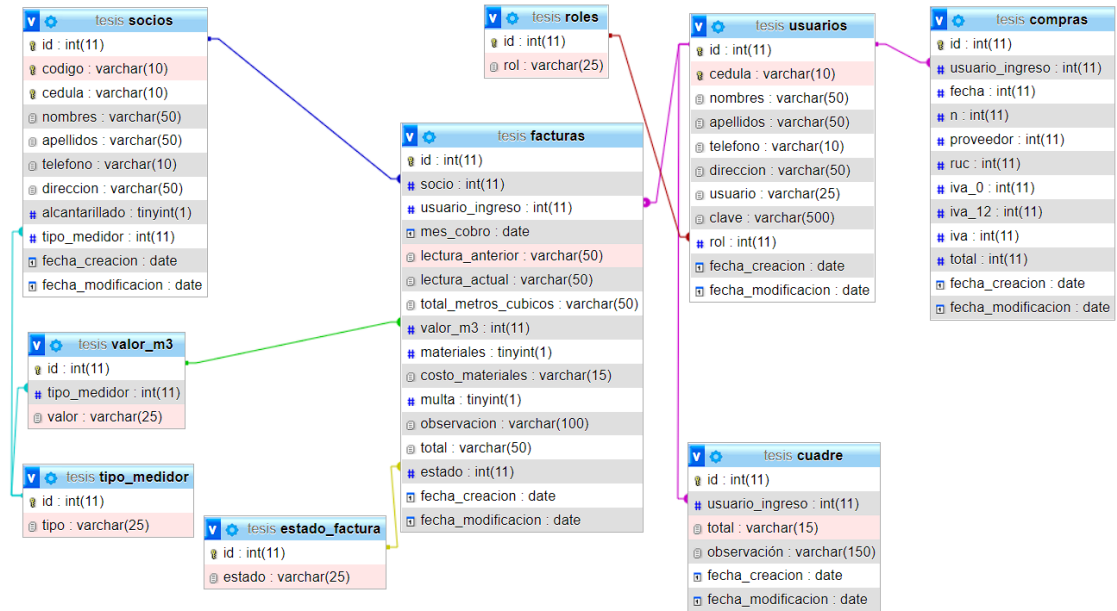 tesis socios
id : int(11)
codigo : varchar(10)
cedula : varchar(10)
nombres : varchar(50)
apellidos : varchar(50)
telefono : varchar(10)
direccion : varchar(50)
alcantarillado : tinyint(1)
tipo_medidor : int(11)
fecha_creacion : date
fecha_modificacion : date
tesis valor_m3
id : int(11)
tipo_medidor : int(11)
valor : varchar(25)
tesis tipo_medidor
id : int(11)
tipo : varchar(25)
tesis estado_factura
id : int(11)
estado : varchar(25)
tesis roles
id : int(11)
rol : varchar(25)
tesis facturas
id : int(11)
socio : int(11)
usuario_ingreso : int(11)
mes_cobro : date
lectura_anterior : varchar(50)
lectura_actual : varchar(50)
total_metros_cubicos : varchar(50)
valor_m3 : int(11)
materiales : tinyint(1)
costo_materiales : varchar(15)
multa : tinyint(1)
observacion : varchar(100)
total : varchar(50)
estado : int(11)
fecha_creacion : date
fecha_modificacion : date
tesis usuarios
id : int(11)
cedula : varchar(10)
nombres : varchar(50)
apellidos : varchar(50)
telefono : varchar(10)
direccion : varchar(50)
usuario : varchar(25)
clave : varchar(500)
rol : int(11)
fecha_creacion : date
fecha_modificacion : date
tesis cuadre
id : int(11)
usuario_ingreso : int(11)
total : varchar(15)
observación : varchar(150)
fecha_creacion : date
fecha_modificacion : date
tesis compras
id : int(11)
usuario_ingreso : int(11)
fecha : int(11)
n : int(11)
proveedor : int(11)
ruc : int(11)
iva_0 : int(11)
iva_12 : int(11)
iva : int(11)
total : int(11)
fecha_creacion : date
fecha_modificacion : date